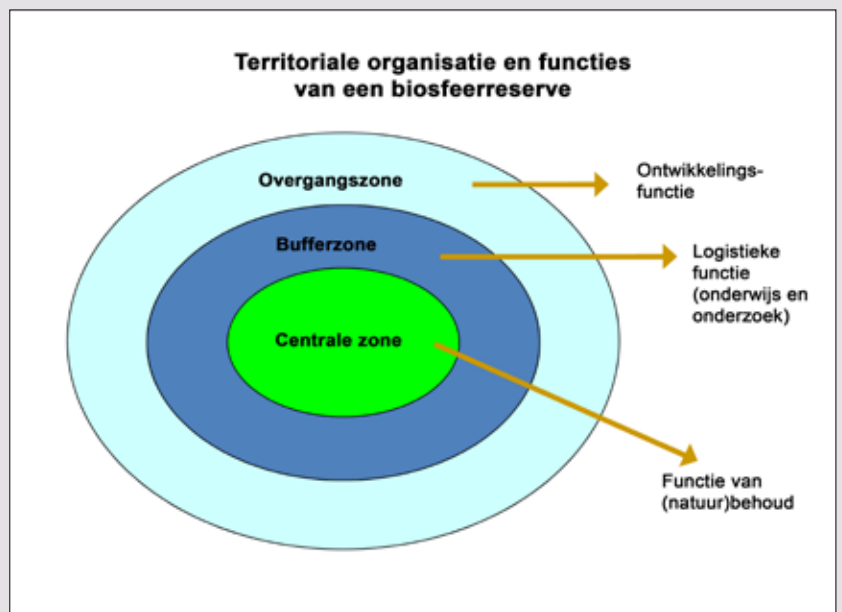 Territoriale organisatie en functies
van een biosfeerreserve
Overgangszone
Ontwikkelings-
functie
Bufferzone
Logistieke
functie
(onderwijs en
onderzoek)
Centrale zone
Functie van
(natuur)behoud